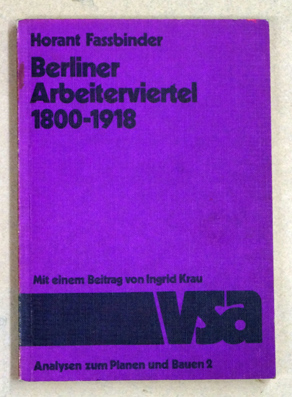 Horant Fassbinder
Berliner
Arbeiterviertel
1800-1918
Mit einem Beitrag von Ingrid Krau
vsa
Analysen zum Planen und Bauen 2